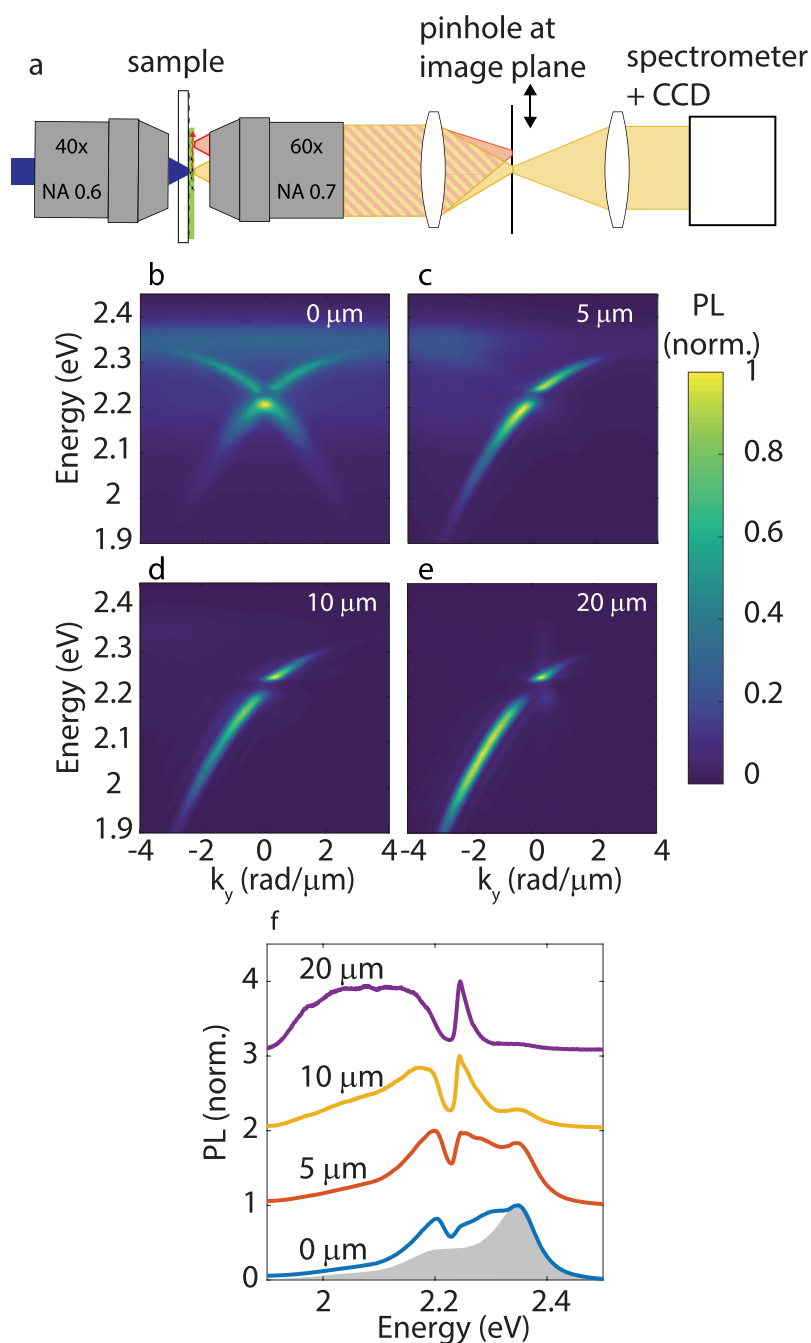 a
sample
pinhole at
image plane
spectrometer
+ CCD
40x
NA 0.6
60x
NA 0.7
b
0 μm
c
5 μm
PL
(norm.)
Energy (eV)
2.4
2.3
2.2
2.1
2
1.9
1
0.8
0.6
0.4
0.2
0
d
10 μm
e
20 μm
Energy (eV)
2.4
2.3
2.2
2.1
2
1.9
-4 -2 0 2 4
-4 -2 0 2 4
k_y (rad/μm)
k_y (rad/μm)
f
PL (norm.)
4
3
2
1
0
20 μm
10 μm
5 μm
0 μm
2 2.2 2.4
Energy (eV)